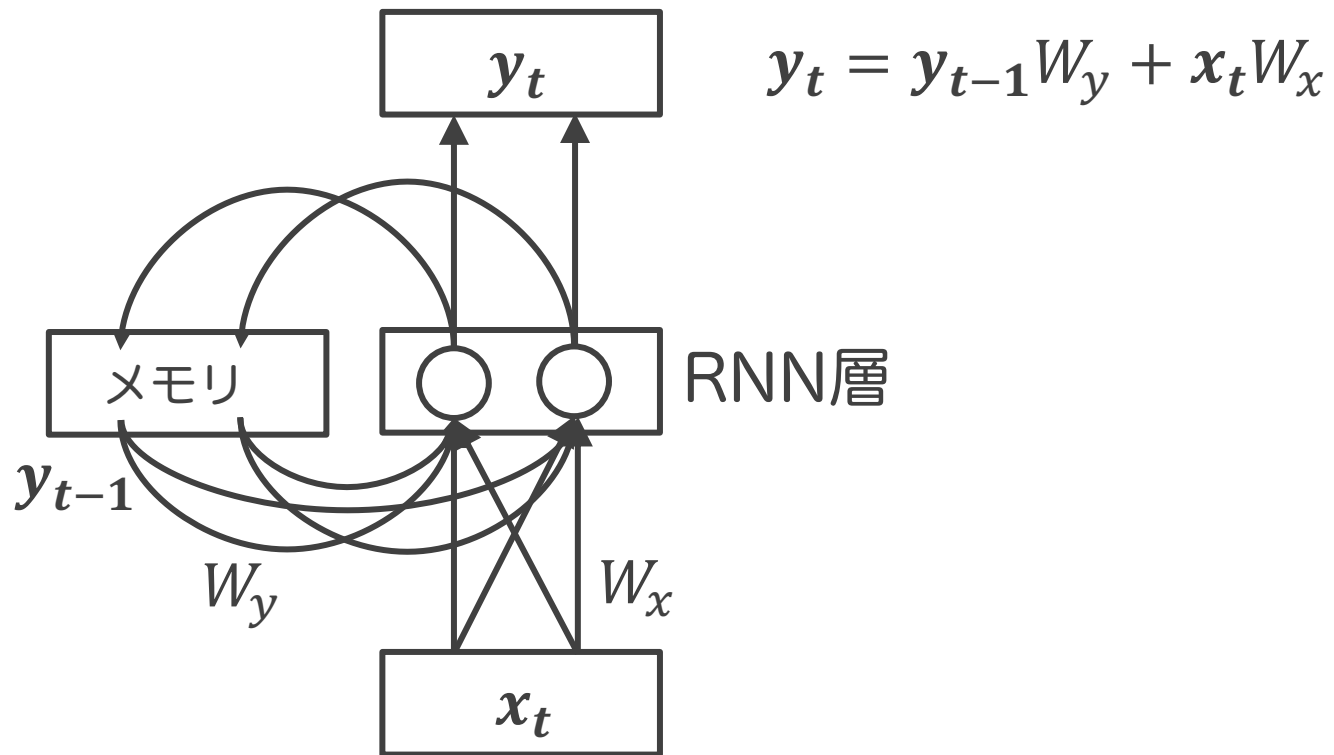 y_t
y_t = y_{t-1}W_y + x_tW_x
メモリ
RNN層
y_{t-1}
W_y
W_x
x_t